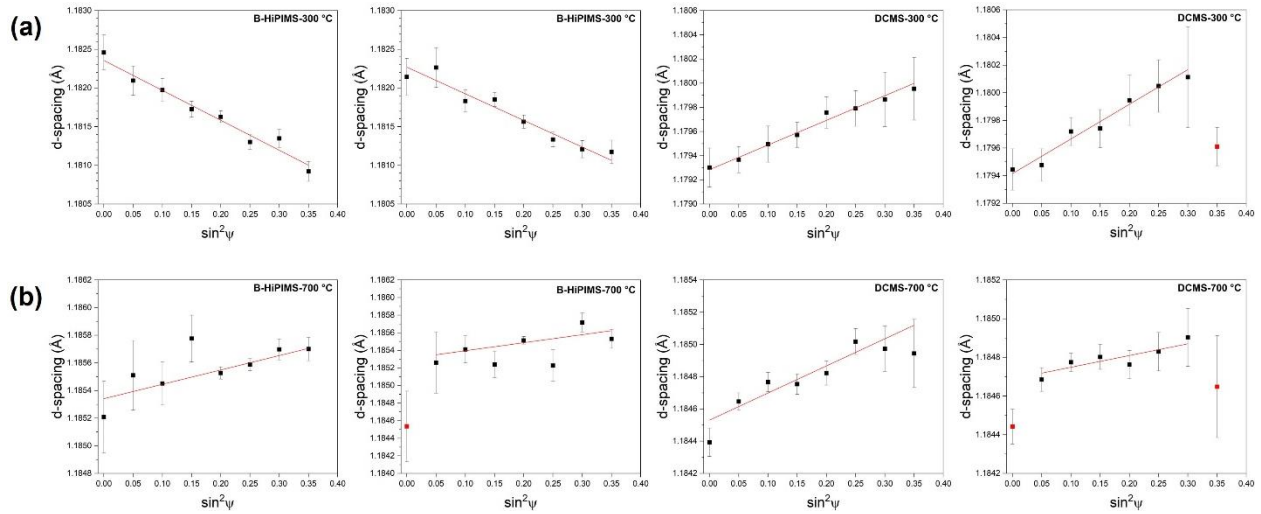 (a)
B-HiPIMS-300 °C
d-spacing (Å)
1.1830
1.1825
1.1820
1.1815
1.1810
1.1805
0.00 0.05 0.10 0.15 0.20 0.25 0.30 0.35 0.40
sin²ψ
B-HiPIMS-300 °C
d-spacing (Å)
1.1830
1.1825
1.1820
1.1815
1.1810
1.1805
0.00 0.05 0.10 0.15 0.20 0.25 0.30 0.35 0.40
sin²ψ
DCMS-300 °C
d-spacing (Å)
1.1806
1.1804
1.1802
1.1800
1.1798
1.1796
1.1794
1.1792
1.1790
0.00 0.05 0.10 0.15 0.20 0.25 0.30 0.35 0.40
sin²ψ
DCMS-300 °C
d-spacing (Å)
1.1806
1.1804
1.1802
1.1800
1.1798
1.1796
1.1794
1.1792
0.00 0.05 0.10 0.15 0.20 0.25 0.30 0.35 0.40
sin²ψ
(b)
B-HiPIMS-700 °C
d-spacing (Å)
1.1862
1.1860
1.1858
1.1856
1.1854
1.1852
1.1850
1.1848
0.00 0.05 0.10 0.15 0.20 0.25 0.30 0.35 0.40
sin²ψ
B-HiPIMS-700 °C
d-spacing (Å)
1.1862
1.1860
1.1858
1.1856
1.1854
1.1852
1.1850
1.1848
1.1846
1.1844
1.1842
1.1840
0.00 0.05 0.10 0.15 0.20 0.25 0.30 0.35 0.40
sin²ψ
DCMS-700 °C
d-spacing (Å)
1.1854
1.1852
1.1850
1.1848
1.1846
1.1844
1.1842
0.00 0.05 0.10 0.15 0.20 0.25 0.30 0.35 0.40
sin²ψ
DCMS-700 °C
d-spacing (Å)
1.1852
1.1850
1.1848
1.1846
1.1844
1.1842
0.00 0.05 0.10 0.15 0.20 0.25 0.30 0.35 0.40
sin²ψ